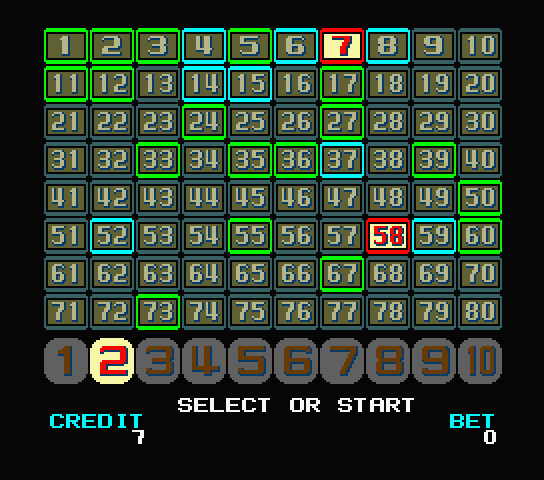 1 2 3 4 5 6 7 8 9 10
11 12 13 14 15 16 17 18 19 20
21 22 23 24 25 26 27 28 29 30
31 32 33 34 35 36 37 38 39 40
41 42 43 44 45 46 47 48 49 50
51 52 53 54 55 56 57 58 59 60
61 62 63 64 65 66 67 68 69 70
71 72 73 74 75 76 77 78 79 80
1 2 3 4 5 6 7 8 9 10
SELECT OR START
CREDIT BET
7 0